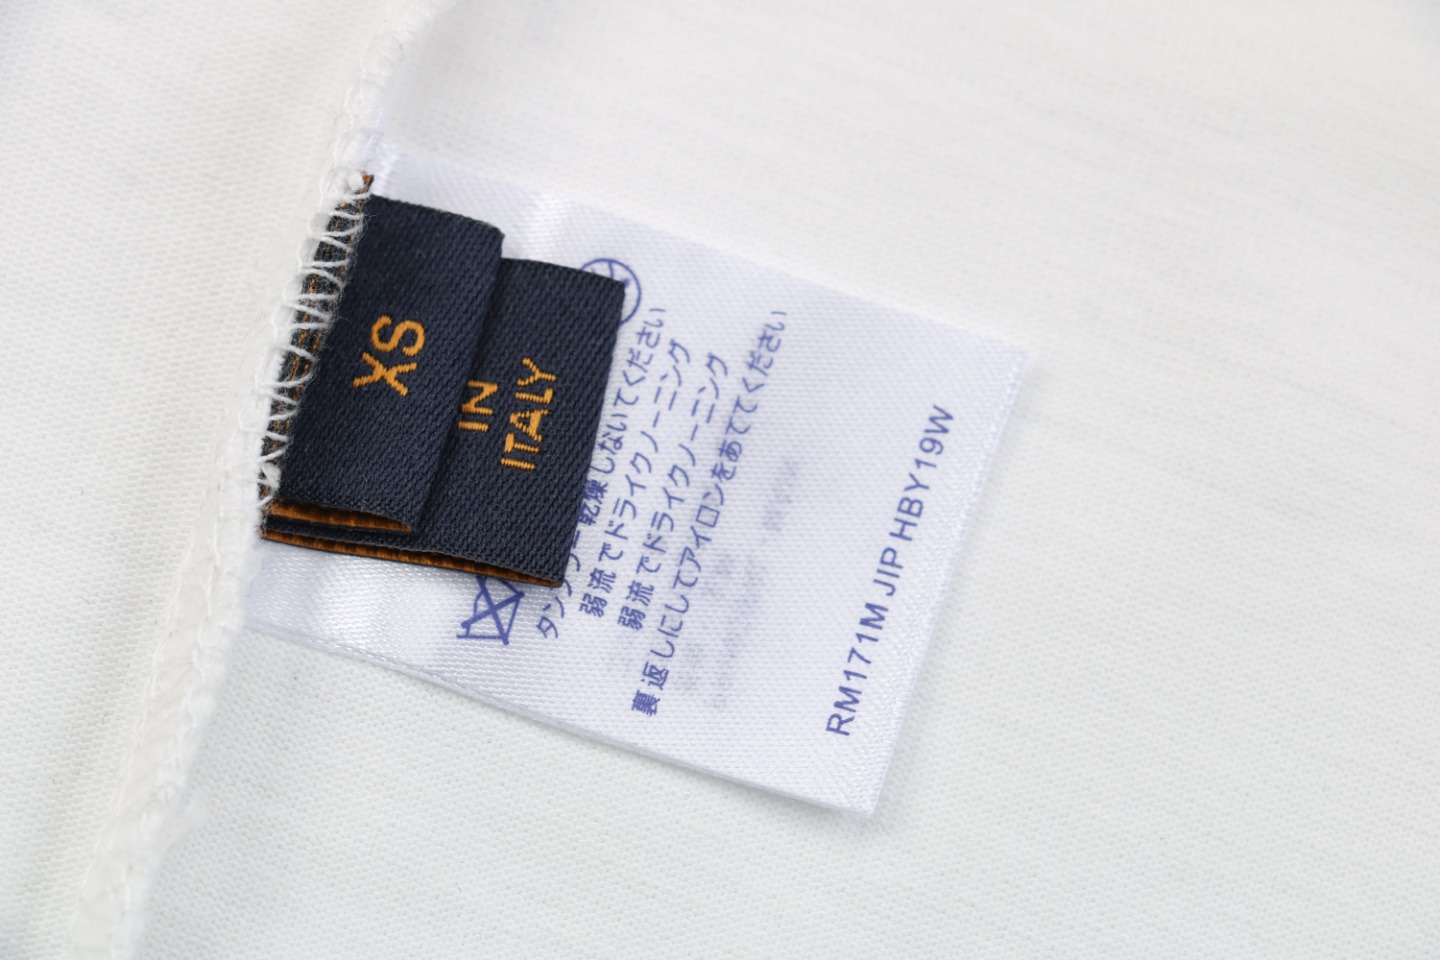 XS
IN
ITALY
タンブラー乾燥しないてください
弱流でドライクノーニング
弱流でドライクノーニング
裏返しにしてアイロンをあててください
RM171M JIP HBY19W